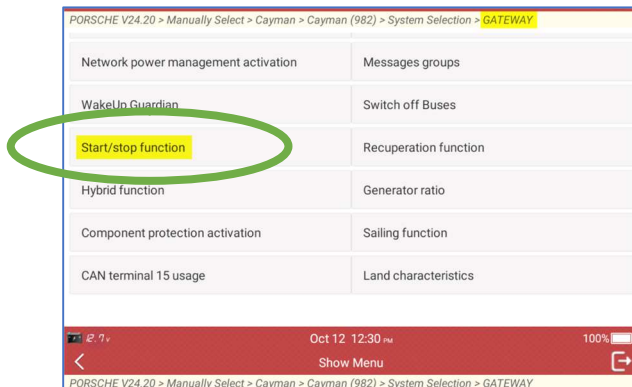 PORSCHE V24.20 > Manually Select > Cayman > Cayman (982) > System Selection > GATEWAY
Network power management activation Messages groups
WakeUp Guardian Switch off Buses
Start/stop function Recuperation function
Hybrid function Generator ratio
Component protection activation Sailing function
CAN terminal 15 usage Land characteristics
12.7v Oct 12 12:30 PM 100%
Show Menu
PORSCHE V24.20 > Manually Select > Cayman > Cayman (982) > System Selection > GATEWAY